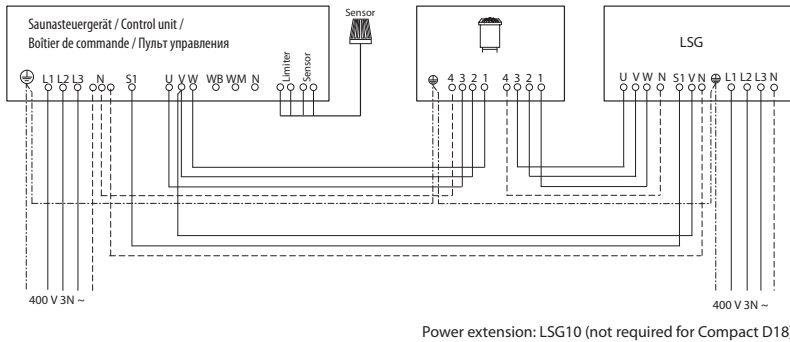 Sensor
Saunasteuergerät / Control unit /
Boîtier de commande / Пульт управления
LSG
Limiter
Sensor
L1 L2 L3 N S1 U V W WB WM N
4 3 2 1 4 3 2 1
U V W N S1 V N L1 L2 L3 N
400 V 3N ~
400 V 3N ~
Power extension: LSG10 (not required for Compact D18)